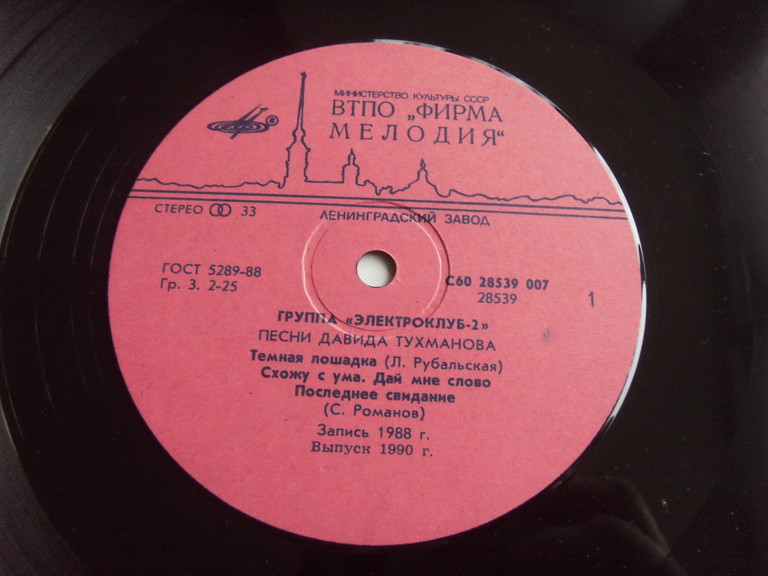 МИНИСТЕРСТВО КУЛЬТУРЫ СССР
ВТПО „ФИРМА
МЕЛОДИЯ“
СТЕРЕО 33
ЛЕНИНГРАДСКИЙ ЗАВОД
ГОСТ 5289-88
Гр. 3. 2-25
С60 28539 007
28539
1
ГРУППА «ЭЛЕКТРОКЛУБ-2»
ПЕСНИ ДАВИДА ТУХМАНОВА
Темная лошадка (Л. Рубальская)
Схожу с ума. Дай мне слово
Последнее свидание
(С. Романов)
Запись 1988 г.
Выпуск 1990 г.